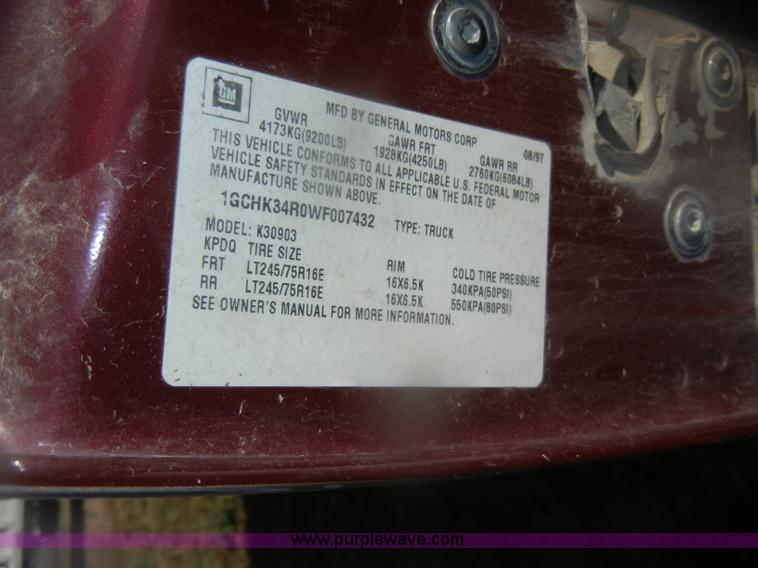 GM
MFD BY GENERAL MOTORS CORP 08/97
GVWR GAWR FRT GAWR RR
4173KG(9200LB) 1928KG(4250LB) 2760KG(6084LB)
THIS VEHICLE CONFORMS TO ALL APPLICABLE U.S. FEDERAL MOTOR
VEHICLE SAFETY STANDARDS IN EFFECT ON THE DATE OF
MANUFACTURE SHOWN ABOVE.
1GCHK34R0WF007432 TYPE: TRUCK
MODEL: K30903
KPDQ TIRE SIZE RIM COLD TIRE PRESSURE
FRT LT245/75R16E 16X6.5K 340KPA(50PSI)
RR LT245/75R16E 16X6.5K 550KPA(80PSI)
SEE OWNER'S MANUAL FOR MORE INFORMATION.
www.purplewave.com